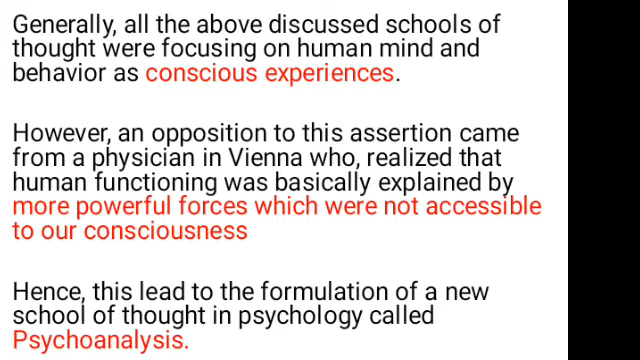 Generally, all the above discussed schools of
thought were focusing on human mind and
behavior as conscious experiences.
However, an opposition to this assertion came
from a physician in Vienna who, realized that
human functioning was basically explained by
more powerful forces which were not accessible
to our consciousness
Hence, this lead to the formulation of a new
school of thought in psychology called
Psychoanalysis.